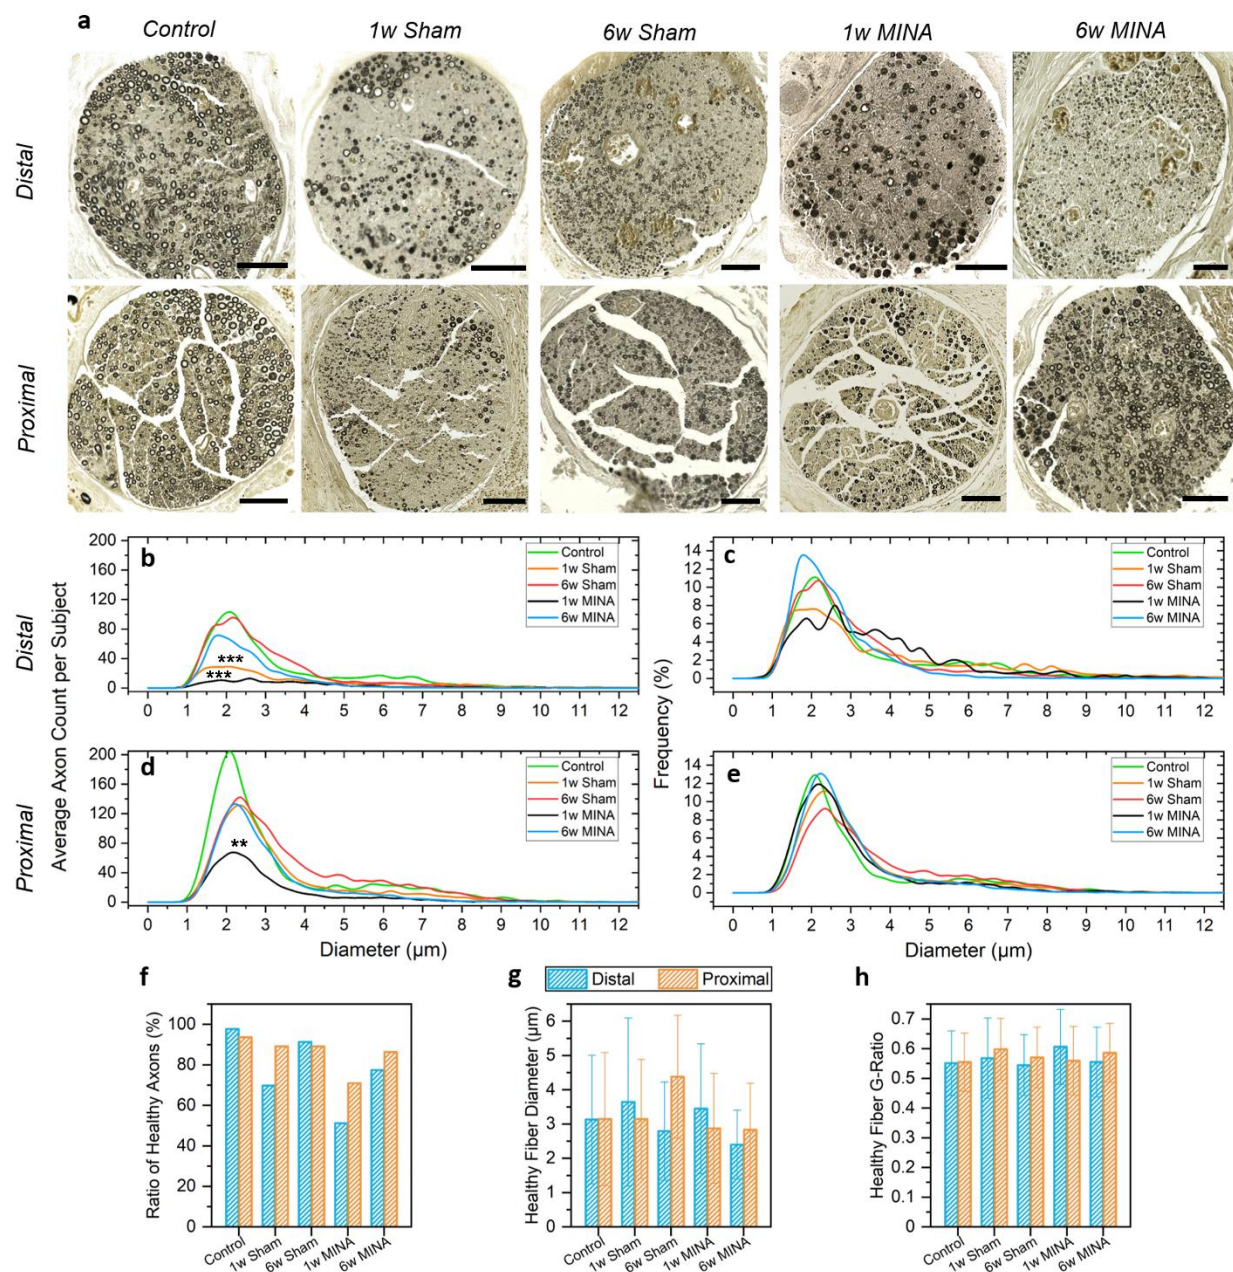 a
Control 1w Sham 6w Sham 1w MINA 6w MINA
Distal
Proximal
b
200
160
120
80
40
0
Control
1w Sham
6w Sham
1w MINA
6w MINA
***
***
0 1 2 3 4 5 6 7 8 9 10 11 12
c
14
12
10
8
6
4
2
0
Control
1w Sham
6w Sham
1w MINA
6w MINA
0 1 2 3 4 5 6 7 8 9 10 11 12
Distal
Proximal
Average Axon Count per Subject
Frequency (%)
d
200
160
120
80
40
0
Control
1w Sham
6w Sham
1w MINA
6w MINA
**
0 1 2 3 4 5 6 7 8 9 10 11 12
Diameter (µm)
e
14
12
10
8
6
4
2
0
Control
1w Sham
6w Sham
1w MINA
6w MINA
0 1 2 3 4 5 6 7 8 9 10 11 12
Diameter (µm)
Distal Proximal
f
Ratio of Healthy Axons (%)
100
80
60
40
20
0
Control 1w Sham 6w Sham 1w MINA 6w MINA
g
Healthy Fiber Diameter (µm)
6
5
4
3
2
1
0
Control 1w Sham 6w Sham 1w MINA 6w MINA
h
Healthy Fiber G-Ratio
0.7
0.6
0.5
0.4
0.3
0.2
0.1
0
Control 1w Sham 6w Sham 1w MINA 6w MINA